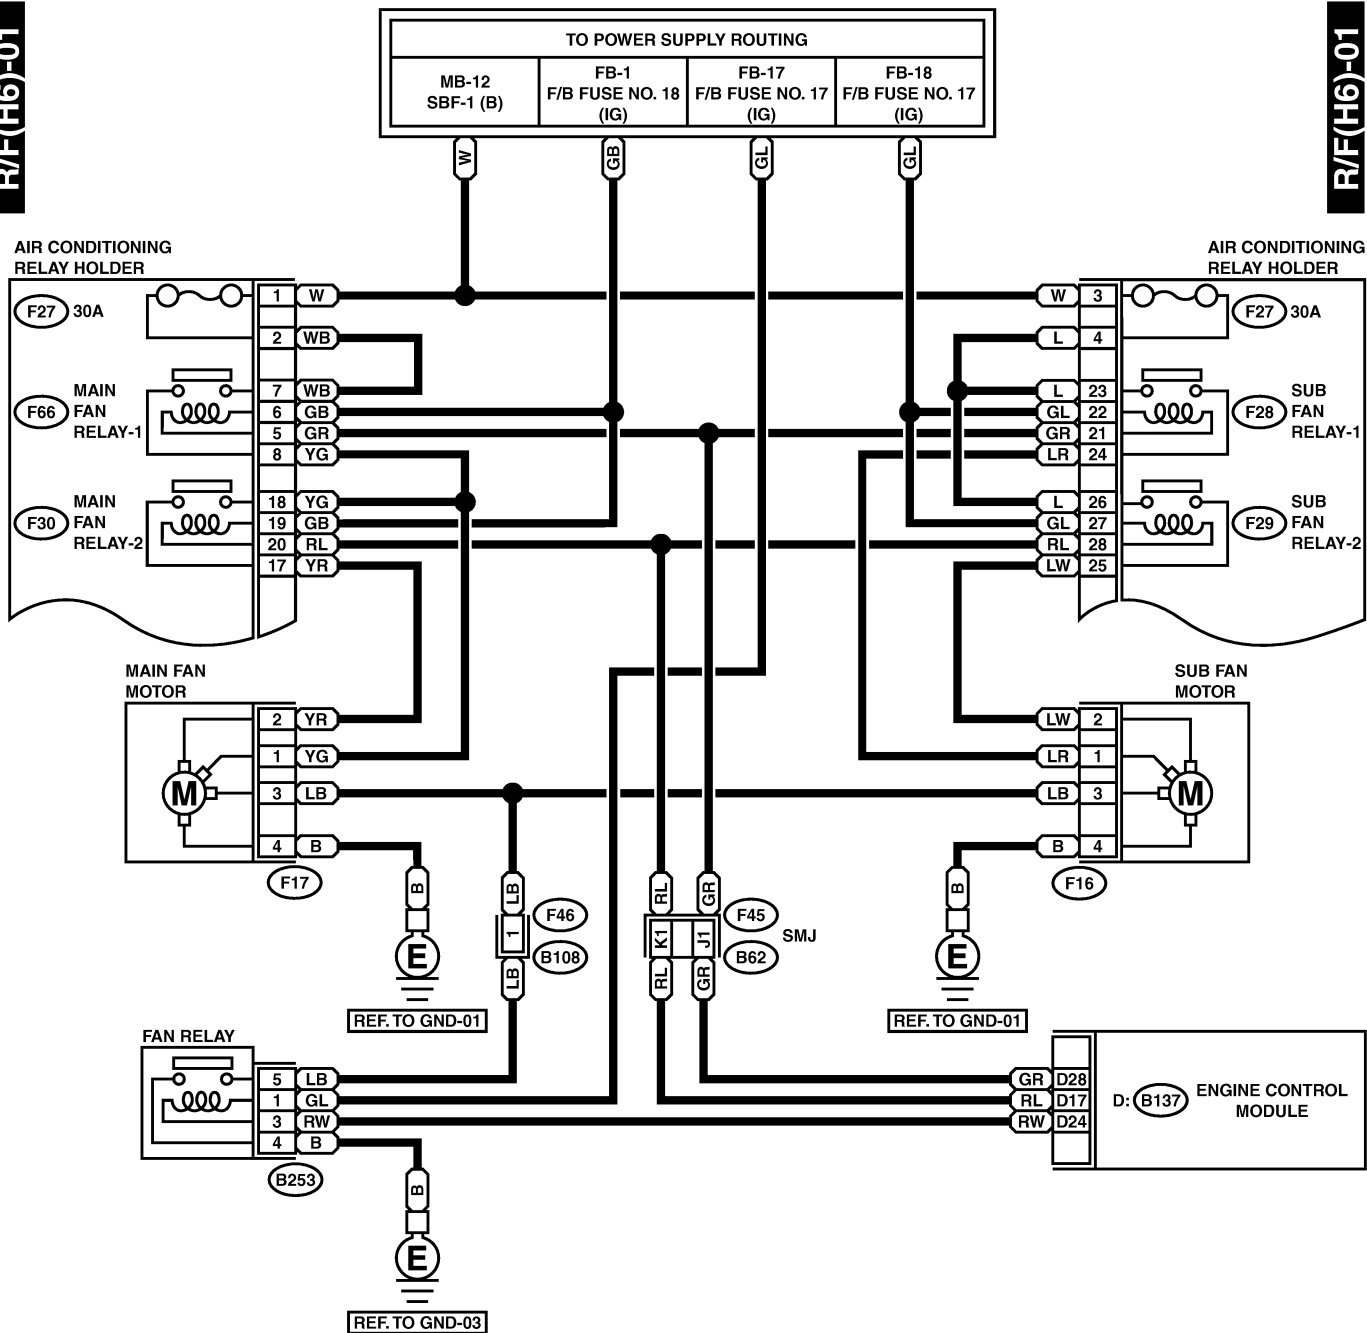 R/F(H6)-01
R/F(H6)-01
TO POWER SUPPLY ROUTING
MB-12
SBF-1 (B)
FB-1
F/B FUSE NO. 18
(IG)
FB-17
F/B FUSE NO. 17
(IG)
FB-18
F/B FUSE NO. 17
(IG)
W
GB
GL
GL
AIR CONDITIONING
RELAY HOLDER
F27 30A
1 W
2 WB
F66
MAIN
FAN
RELAY-1
7 WB
6 GB
5 GR
8 YG
F30
MAIN
FAN
RELAY-2
18 YG
19 GB
20 RL
17 YR
AIR CONDITIONING
RELAY HOLDER
W 3
L 4
F27 30A
L 23
GL 22
GR 21
LR 24
F28
SUB
FAN
RELAY-1
L 26
GL 27
RL 28
LW 25
F29
SUB
FAN
RELAY-2
MAIN FAN
MOTOR
M
2 YR
1 YG
3 LB
4 B
F17
B
E
REF. TO GND-01
SUB FAN
MOTOR
LW 2
LR 1
LB 3
B 4
M
F16
B
E
REF. TO GND-01
LB
1
LB
F46
B108
RL
GR
K1
J1
RL
GR
F45
B62
SMJ
FAN RELAY
5 LB
1 GL
3 RW
4 B
B253
B
E
REF. TO GND-03
GR D28
RL D17
RW D24
D: B137
ENGINE CONTROL
MODULE